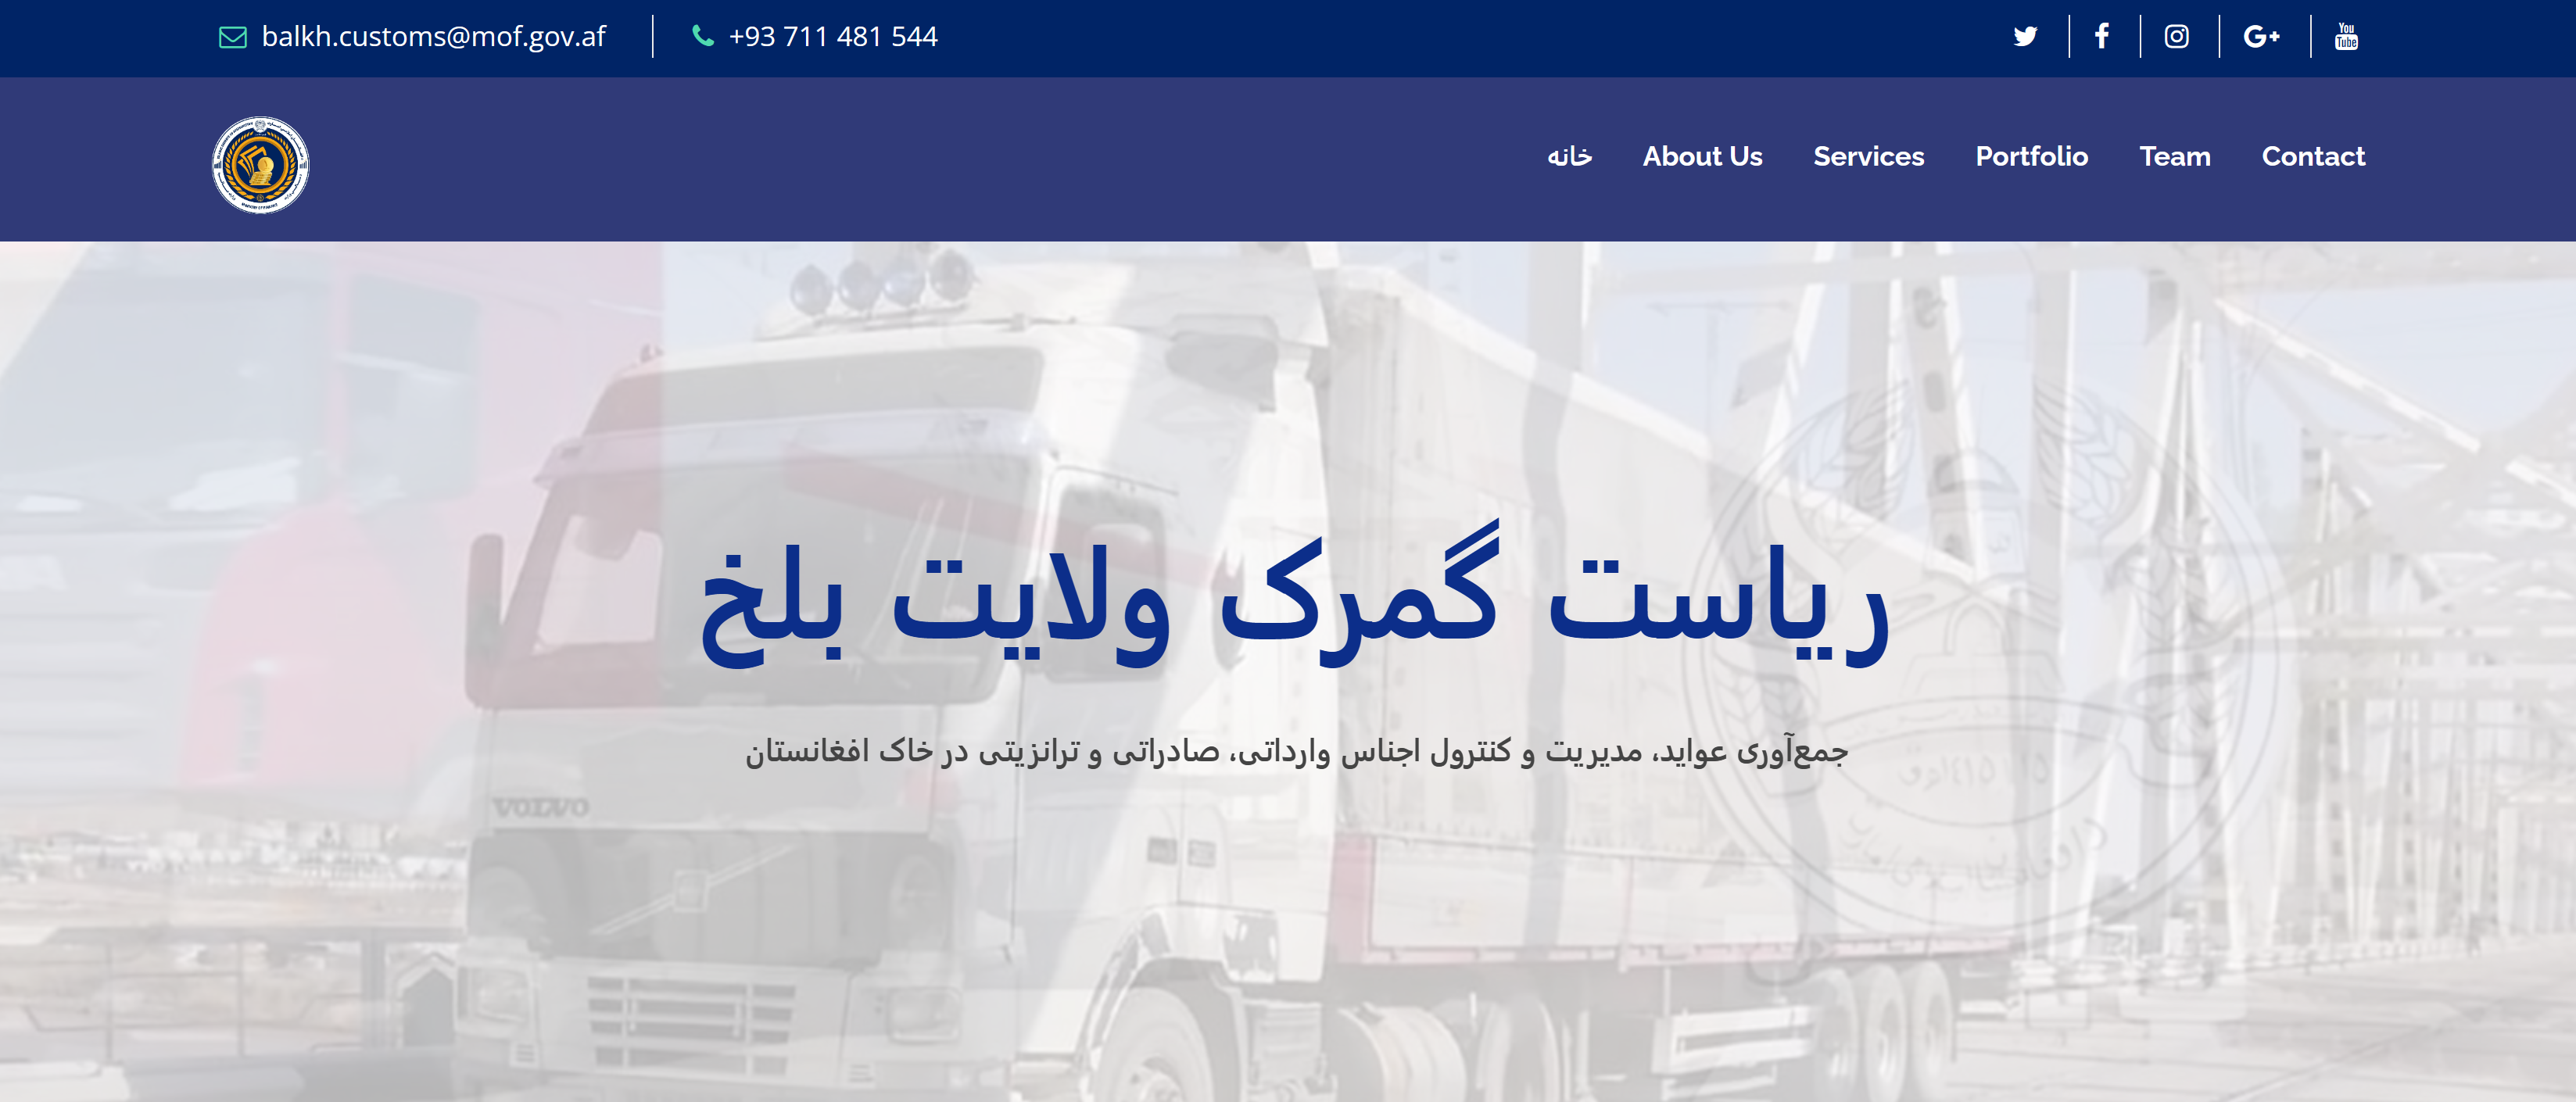 balkh.customs@mof.gov.af
+93 711 481 544
You
Tube
خانه About Us Services Portfolio Team Contact
ریاست گمرک ولایت بلخ
جمع‌آوری عواید، مدیریت و کنترول اجناس وارداتی، صادراتی و ترانزیتی در خاک افغانستان
VOLVO